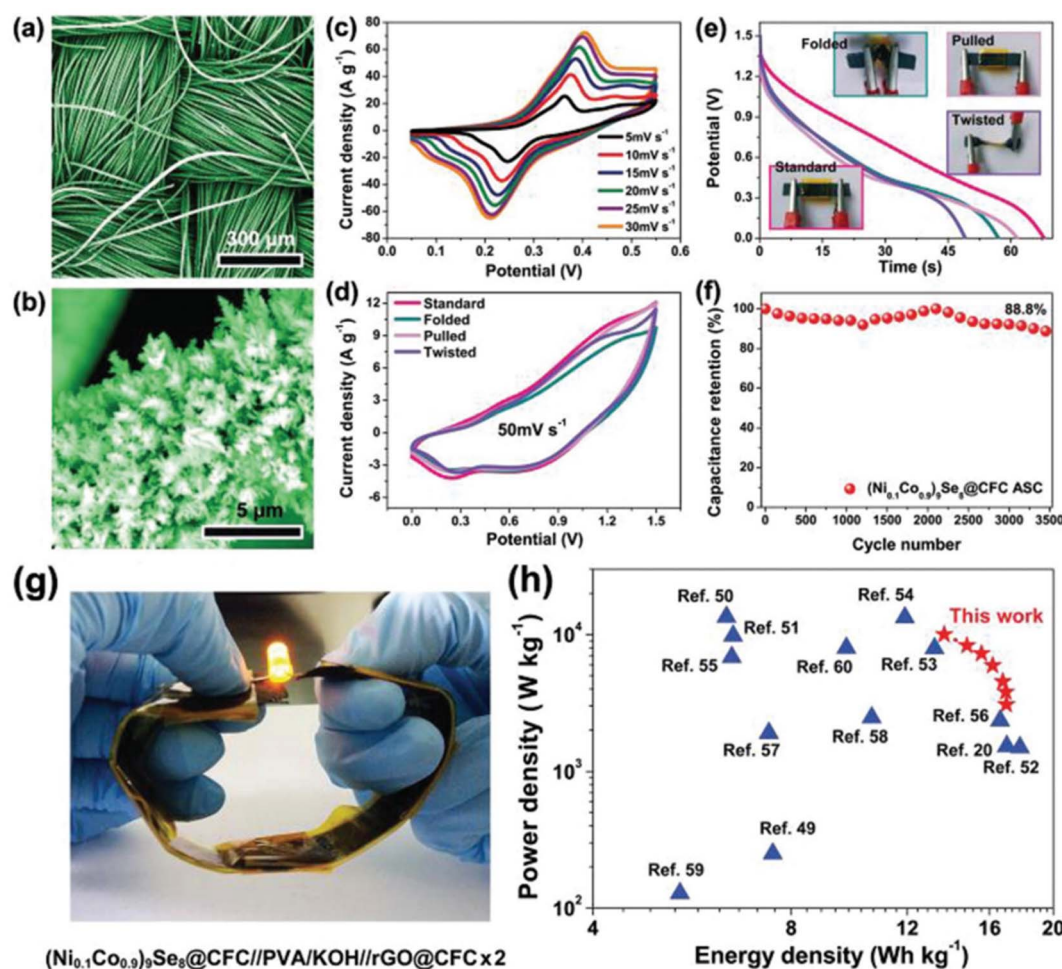 (a)
300 µm
(b)
5 µm
(c)
Current density (A g⁻¹)
80
60
40
20
0
-20
-40
-60
-80
5mV s⁻¹
10mV s⁻¹
15mV s⁻¹
20mV s⁻¹
25mV s⁻¹
30mV s⁻¹
0.0 0.1 0.2 0.3 0.4 0.5 0.6
Potential (V)
(d)
Current density (A g⁻¹)
12
9
6
3
0
-3
-6
Standard
Folded
Pulled
Twisted
50mV s⁻¹
0.0 0.3 0.6 0.9 1.2 1.5
Potential (V)
(e)
Potential (V)
1.5
1.2
0.9
0.6
0.3
0.0
Folded
Pulled
Twisted
Standard
0 15 30 45 60
Time (s)
(f)
Capacitance retention (%)
100
80
60
40
20
0
88.8%
(Ni₀.₁Co₀.₉)₉Se₈@CFC ASC
0 500 1000 1500 2000 2500 3000 3500
Cycle number
(g)
(Ni₀.₁Co₀.₉)₉Se₈@CFC//PVA/KOH//rGO@CFC x 2
(h)
Power density (W kg⁻¹)
10⁴
10³
10²
Ref. 50
Ref. 51
Ref. 55
Ref. 54
This work
Ref. 60
Ref. 53
Ref. 56
Ref. 57
Ref. 58
Ref. 20
Ref. 52
Ref. 49
Ref. 59
4 8 12 16 20
Energy density (Wh kg⁻¹)